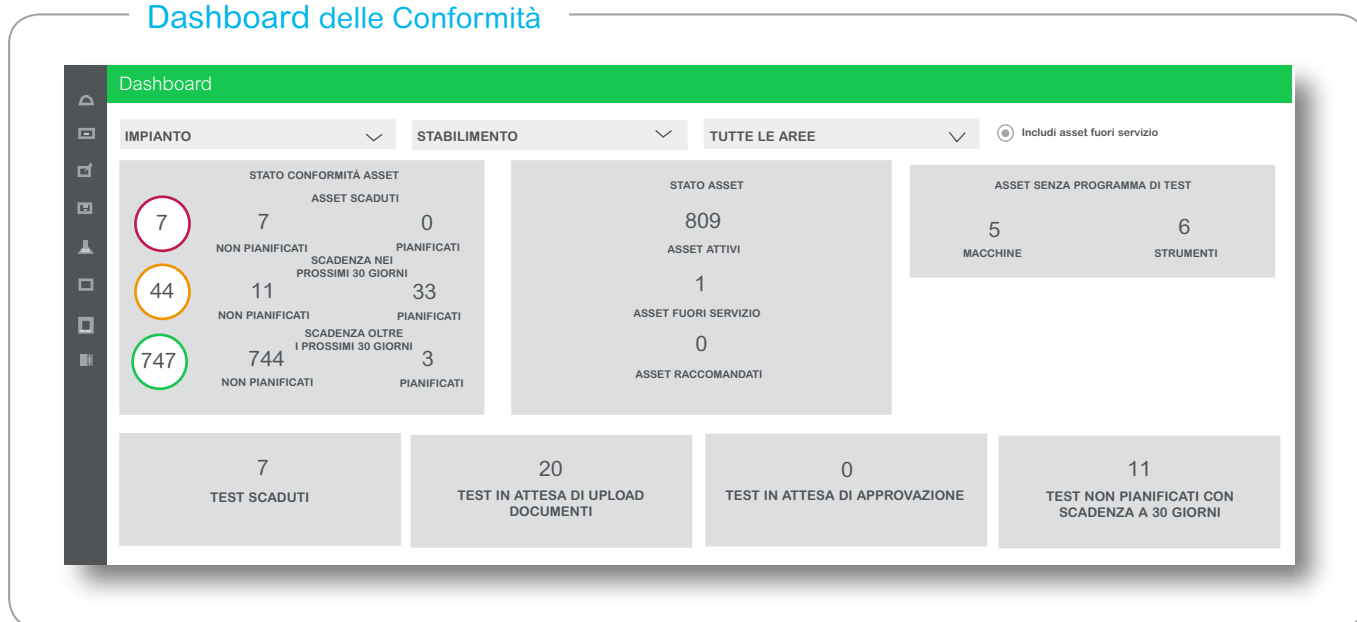 Dashboard delle Conformità
Dashboard
IMPIANTO
STABILIMENTO
TUTTE LE AREE
Includi asset fuori servizio
STATO CONFORMITÀ ASSET
ASSET SCADUTI
7
7
0
NON PIANIFICATI
PIANIFICATI
SCADENZA NEI
PROSSIMI 30 GIORNI
44
11
33
NON PIANIFICATI
PIANIFICATI
SCADENZA OLTRE
I PROSSIMI 30 GIORNI
747
744
3
NON PIANIFICATI
PIANIFICATI
STATO ASSET
809
ASSET ATTIVI
1
ASSET FUORI SERVIZIO
0
ASSET RACCOMANDATI
ASSET SENZA PROGRAMMA DI TEST
5
6
MACCHINE
STRUMENTI
7
TEST SCADUTI
20
TEST IN ATTESA DI UPLOAD
DOCUMENTI
0
TEST IN ATTESA DI APPROVAZIONE
11
TEST NON PIANIFICATI CON
SCADENZA A 30 GIORNI